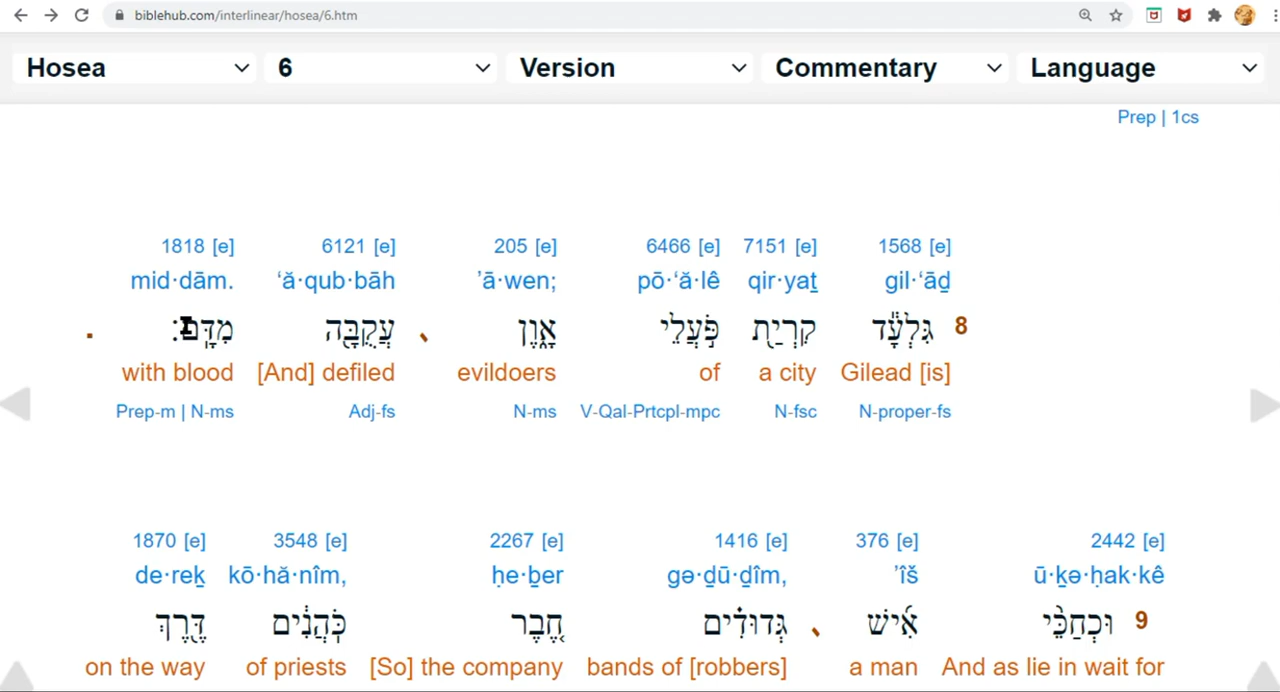 biblehub.com/interlinear/hosea/6.htm
Hosea 6 Version Commentary Language
Prep | 1cs
1568 [e] 7151 [e] 6466 [e] 205 [e] 6121 [e] 1818 [e]
gil·‘āḏ qir·yaṯ pō·‘ă·lê ’ā·wen; ‘ă·qub·bāh mid·dām.
8 גִּלְעָ֕ד קִרְיַ֖ת פֹּ֣עֲלֵי אָ֑וֶן ، עֲקֻבָּ֖ה מִדָּֽם׃ .
Gilead [is] a city of evildoers [And] defiled with blood
N-proper-fs N-fsc V-Qal-Prtcpl-mpc N-ms Adj-fs Prep-m | N-ms
2442 [e] 376 [e] 1416 [e] 2267 [e] 3548 [e] 1870 [e]
ū·ḵə·ḥak·kê ’îš gə·ḏū·ḏîm, ḥe·ḇer kō·hă·nîm, de·reḵ
9 וּכְחַכֵּ֨י אִ֜ישׁ ، גְּדוּדִ֗ים חֶ֚בֶר כֹּֽהֲנִ֔ים דֶּ֖רֶךְ
And as lie in wait for a man bands of [robbers] [So] the company of priests on the way